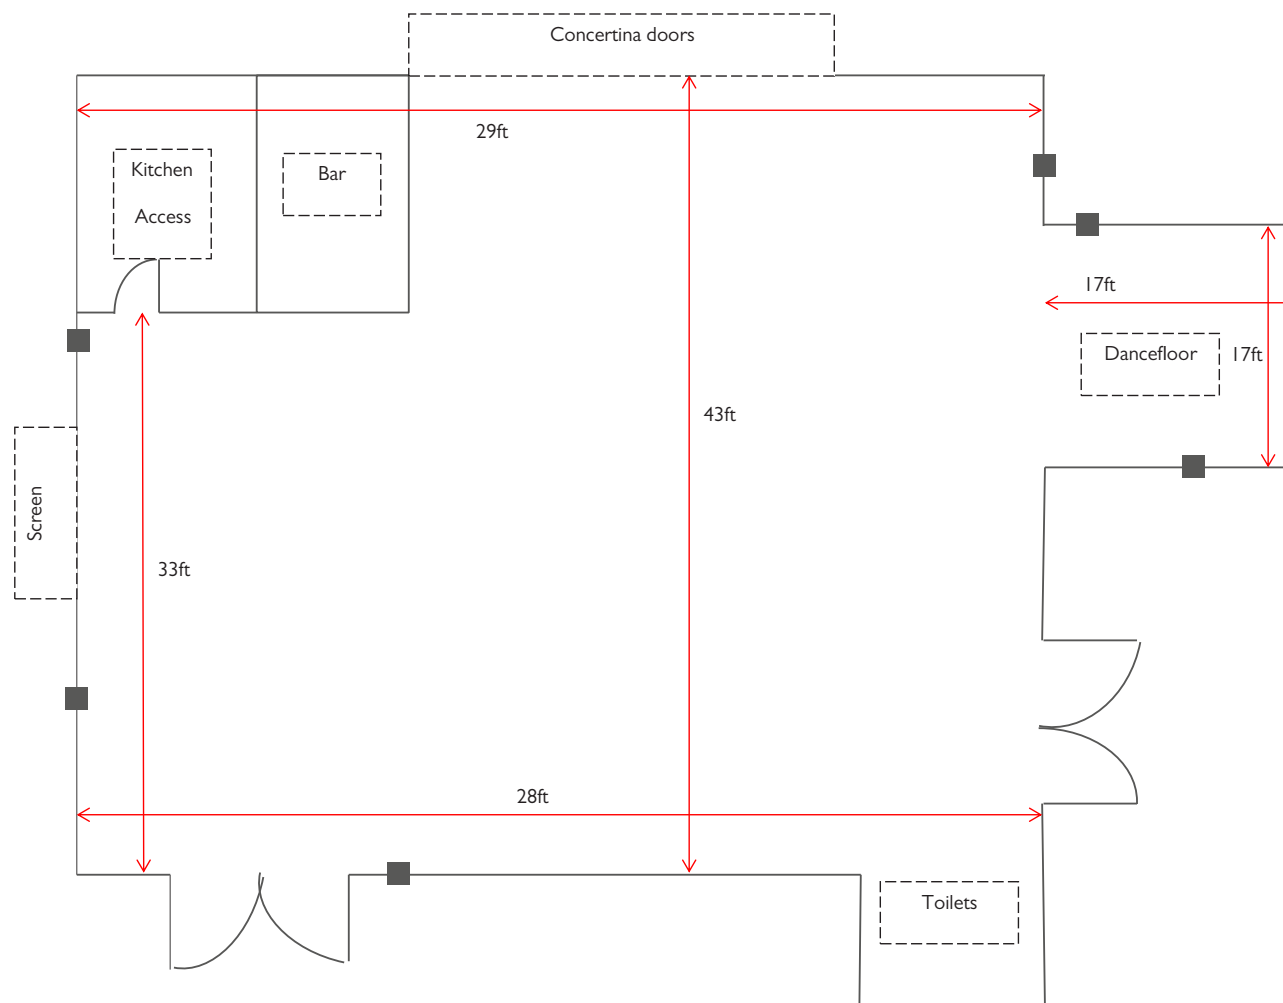 Concertina doors
29ft
Kitchen
Access
Bar
17ft
Dancefloor
17ft
43ft
Screen
33ft
28ft
Toilets